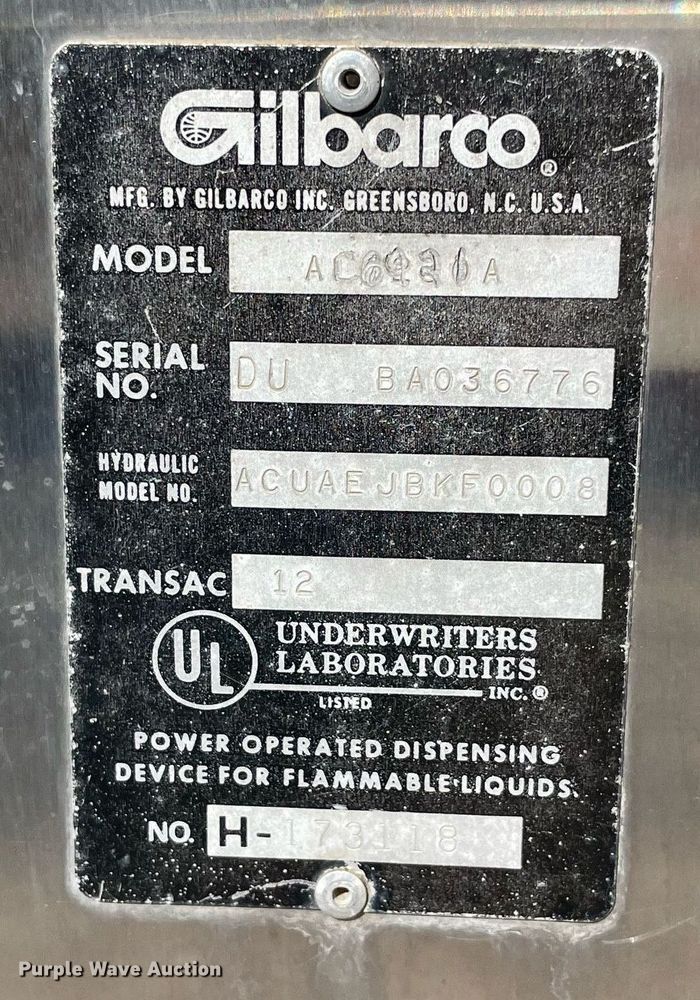 Gilbarco®
MFG. BY GILBARCO INC. GREENSBORO, N.C. U.S.A.
MODEL
SERIAL NO. DU BA036776
HYDRAULIC MODEL NO. ACUAEJBKF0008
TRANSAC 12
UL UNDERWRITERS
LABORATORIES
INC.®
LISTED
POWER OPERATED DISPENSING
DEVICE FOR FLAMMABLE LIQUIDS.
NO. H-173118
Purple Wave Auction